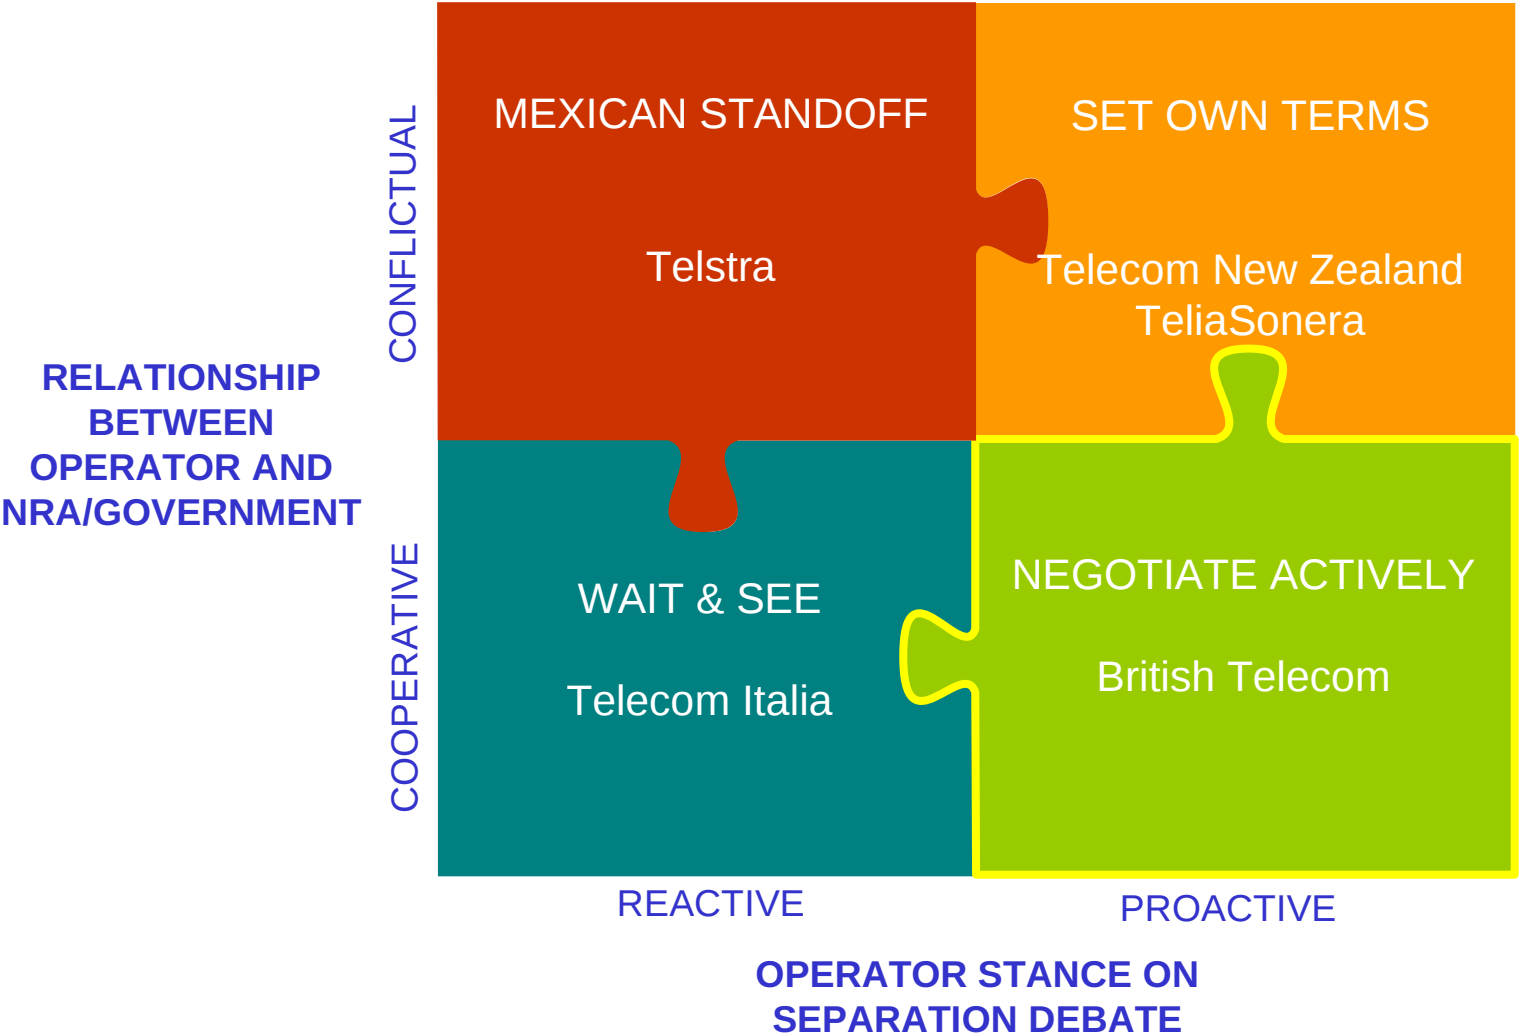 MEXICAN STANDOFF
SET OWN TERMS
CONFLICTUAL
Telstra
Telecom New Zealand
TeliaSonera
RELATIONSHIP
BETWEEN
OPERATOR AND
NRA/GOVERNMENT
COOPERATIVE
WAIT & SEE
Telecom Italia
NEGOTIATE ACTIVELY
British Telecom
REACTIVE
PROACTIVE
OPERATOR STANCE ON
SEPARATION DEBATE